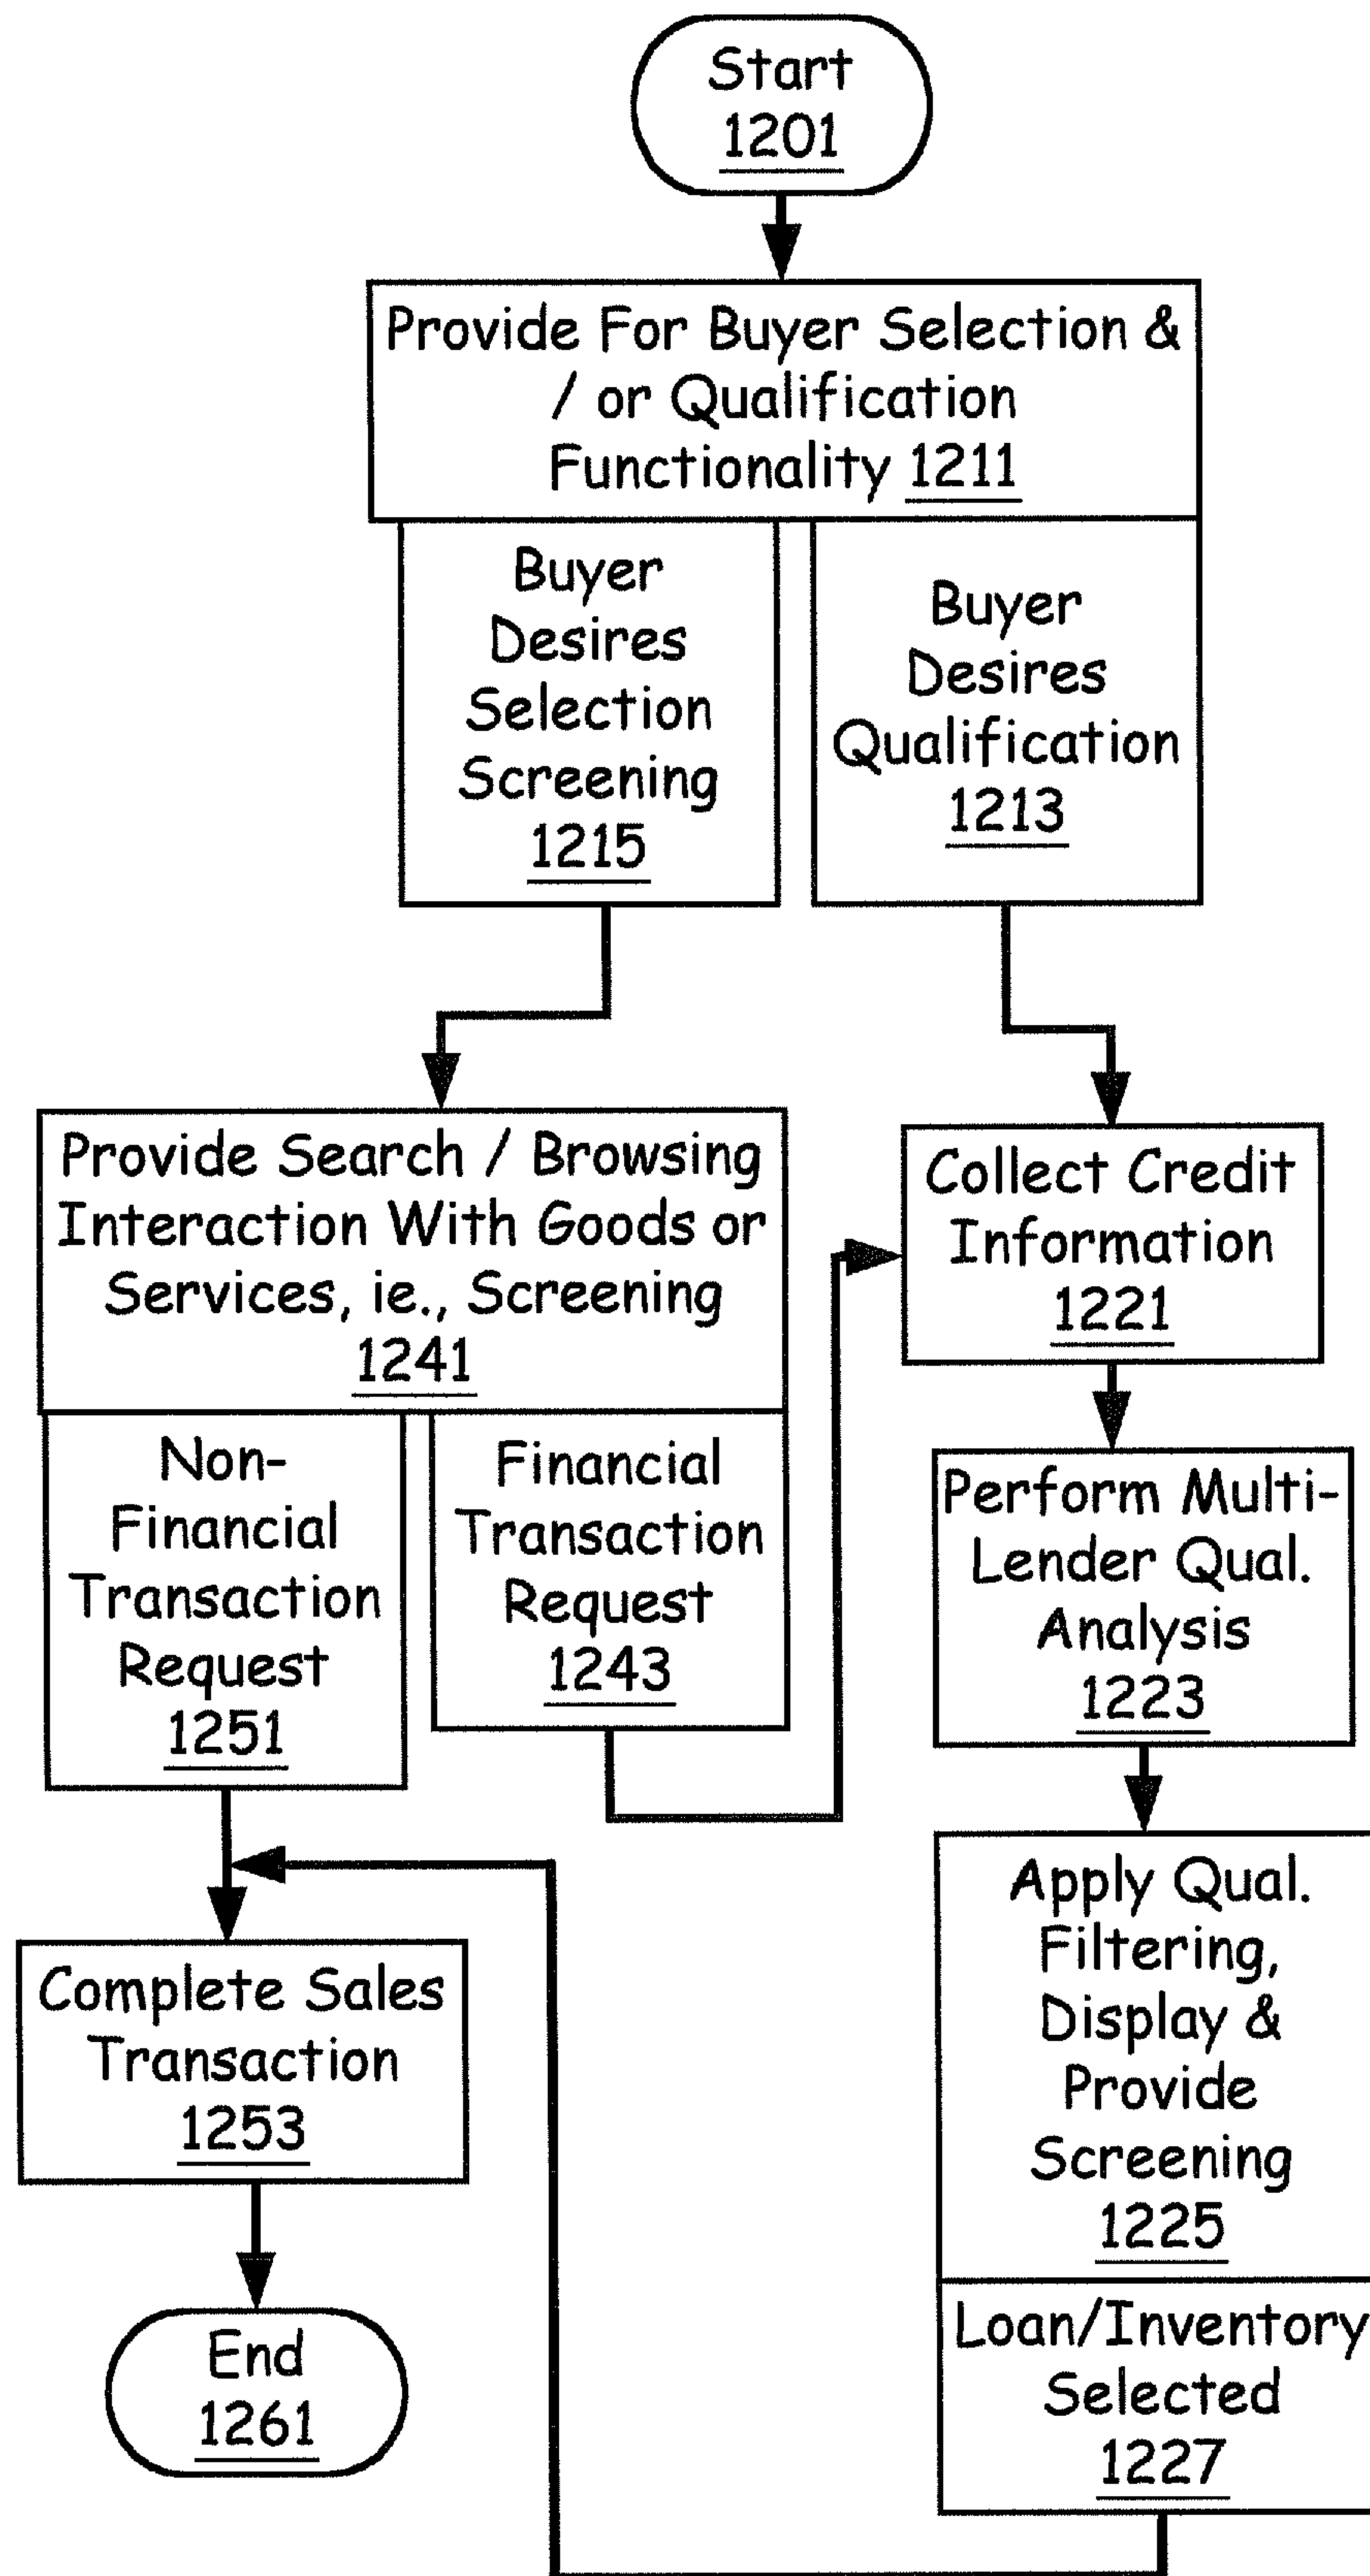 Start
1201
Provide For Buyer Selection &
/ or Qualification
Functionality 1211
Buyer
Desires
Selection
Screening
1215
Buyer
Desires
Qualification
1213
Provide Search / Browsing
Interaction With Goods or
Services, ie., Screening
1241
Non-
Financial
Transaction
Request
1251
Financial
Transaction
Request
1243
Collect Credit
Information
1221
Perform Multi-
Lender Qual.
Analysis
1223
Apply Qual.
Filtering,
Display &
Provide
Screening
1225
Loan/Inventory
Selected
1227
Complete Sales
Transaction
1253
End
1261